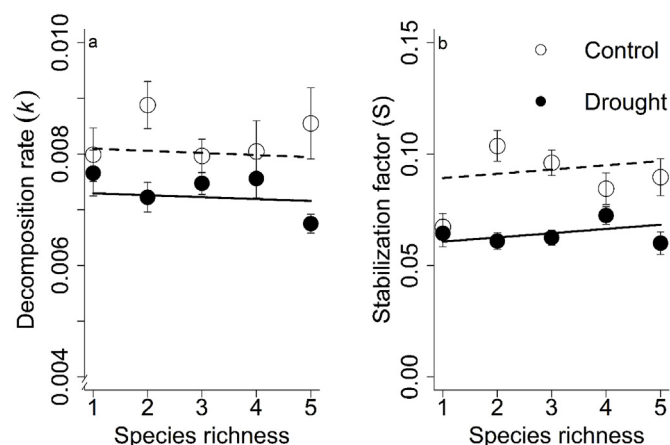 a
0.010
0.008
0.006
0.004
Decomposition rate (k)
1 2 3 4 5
Species richness
b
Control
Drought
0.15
0.10
0.05
0.00
Stabilization factor (S)
1 2 3 4 5
Species richness